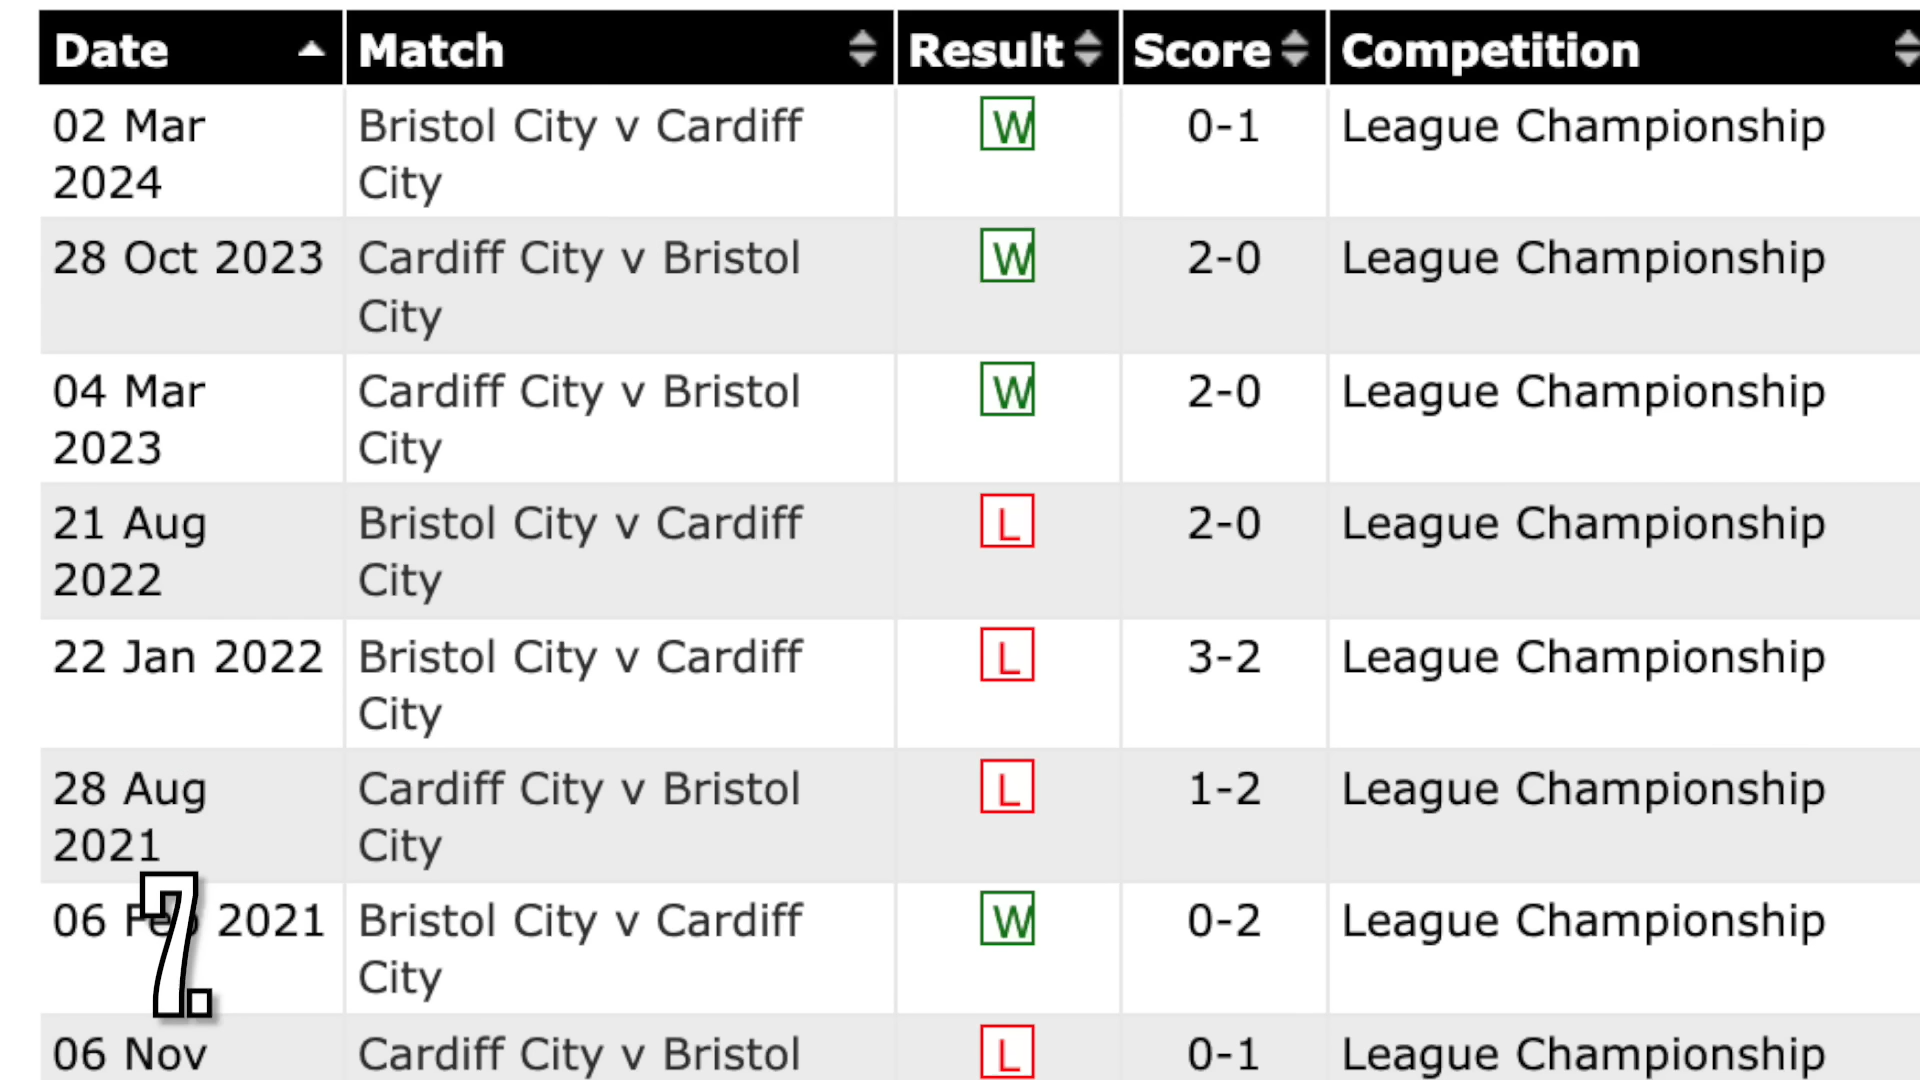 Date Match Result Score Competition
02 Mar Bristol City v Cardiff W 0-1 League Championship
2024 City
28 Oct 2023 Cardiff City v Bristol W 2-0 League Championship
City
04 Mar Cardiff City v Bristol W 2-0 League Championship
2023 City
21 Aug Bristol City v Cardiff L 2-0 League Championship
2022 City
22 Jan 2022 Bristol City v Cardiff L 3-2 League Championship
City
28 Aug Cardiff City v Bristol L 1-2 League Championship
2021 City
06 Feb 2021 Bristol City v Cardiff W 0-2 League Championship
City
7.
06 Nov Cardiff City v Bristol L 0-1 League Championship